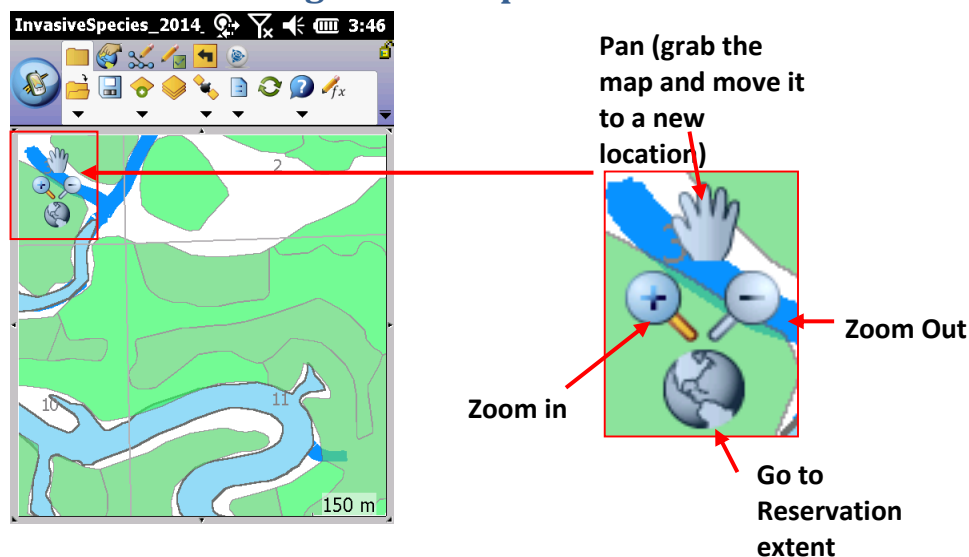 InvasiveSpecies_2014_ 3:46
fx
2
10
11
150 m
Pan (grab the
map and move it
to a new
location)
Zoom Out
Zoom in
Go to
Reservation
extent